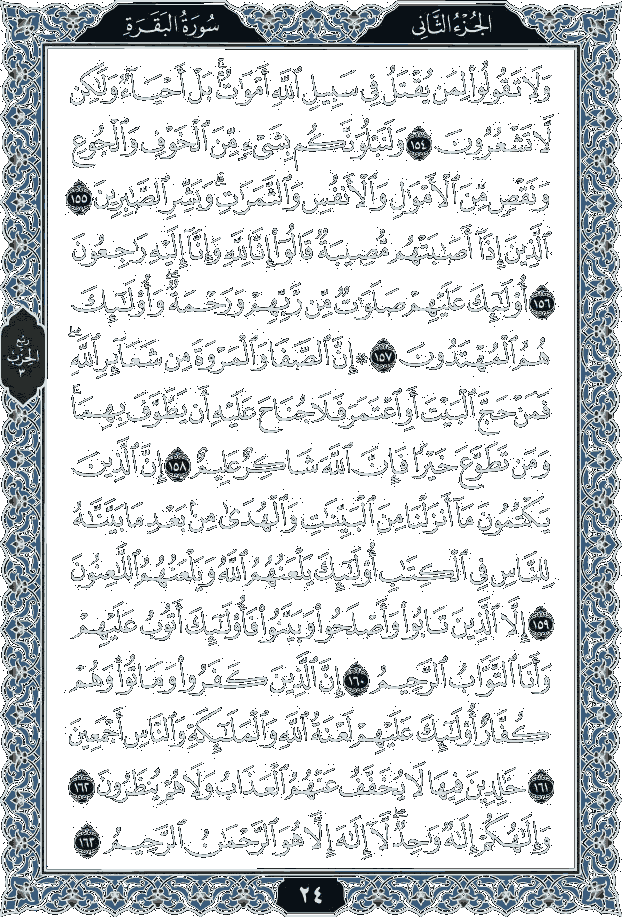 سُورَةُ البَقَرَةِ
الجُزْءُ الثَّانِي
وَلَا تَقُولُوا۟ لِمَن يُقْتَلُ فِى سَبِيلِ ٱللَّهِ أَمْوَٰتٌۢ ۚ بَلْ أَحْيَآءٌ وَلَٰكِن
لَّا تَشْعُرُونَ ١٥٤ وَلَنَبْلُوَنَّكُم بِشَىْءٍ مِّنَ ٱلْخَوْفِ وَٱلْجُوعِ
وَنَقْصٍ مِّنَ ٱلْأَمْوَٰلِ وَٱلْأَنفُسِ وَٱلثَّمَرَٰتِ ۗ وَبَشِّرِ ٱلصَّٰبِرِينَ ١٥٥
ٱلَّذِينَ إِذَآ أَصَٰبَتْهُم مُّصِيبَةٌ قَالُوٓا۟ إِنَّا لِلَّهِ وَإِنَّآ إِلَيْهِ رَٰجِعُونَ
١٥٦ أُو۟لَٰٓئِكَ عَلَيْهِمْ صَلَوَٰتٌ مِّن رَّبِّهِمْ وَرَحْمَةٌ ۖ وَأُو۟لَٰٓئِكَ
هُمُ ٱلْمُهْتَدُونَ ١٥٧ ۞ إِنَّ ٱلصَّفَا وَٱلْمَرْوَةَ مِن شَعَآئِرِ ٱللَّهِ ۖ
فَمَنْ حَجَّ ٱلْبَيْتَ أَوِ ٱعْتَمَرَ فَلَا جُنَاحَ عَلَيْهِ أَن يَطَّوَّفَ بِهِمَا ۚ
وَمَن تَطَوَّعَ خَيْرًا فَإِنَّ ٱللَّهَ شَاكِرٌ عَلِيمٌ ١٥٨ إِنَّ ٱلَّذِينَ
يَكْتُمُونَ مَآ أَنزَلْنَا مِنَ ٱلْبَيِّنَٰتِ وَٱلْهُدَىٰ مِنۢ بَعْدِ مَا بَيَّنَّٰهُ
لِلنَّاسِ فِى ٱلْكِتَٰبِ ۙ أُو۟لَٰٓئِكَ يَلْعَنُهُمُ ٱللَّهُ وَيَلْعَنُهُمُ ٱللَّٰعِنُونَ
١٥٩ إِلَّا ٱلَّذِينَ تَابُوا۟ وَأَصْلَحُوا۟ وَبَيَّنُوا۟ فَأُو۟لَٰٓئِكَ أَتُوبُ عَلَيْهِمْ ۚ
وَأَنَا ٱلتَّوَّابُ ٱلرَّحِيمُ ١٦٠ إِنَّ ٱلَّذِينَ كَفَرُوا۟ وَمَاتُوا۟ وَهُمْ
كُفَّارٌ أُو۟لَٰٓئِكَ عَلَيْهِمْ لَعْنَةُ ٱللَّهِ وَٱلْمَلَٰٓئِكَةِ وَٱلنَّاسِ أَجْمَعِينَ
١٦١ خَٰلِدِينَ فِيهَا ۖ لَا يُخَفَّفُ عَنْهُمُ ٱلْعَذَابُ وَلَا هُمْ يُنظَرُونَ ١٦٢
وَإِلَٰهُكُمْ إِلَٰهٌ وَٰحِدٌ ۖ لَّآ إِلَٰهَ إِلَّا هُوَ ٱلرَّحْمَٰنُ ٱلرَّحِيمُ ١٦٣
ربع
الحزب
٣
٢٤